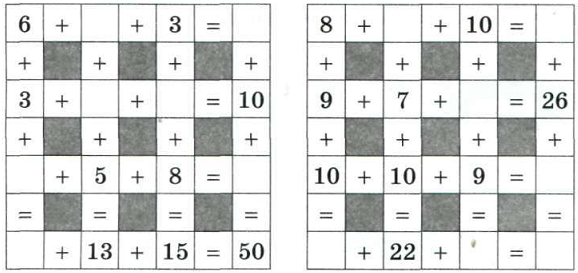 6 + + 3 =
+ + + +
3 + + = 10
+ + + +
+ 5 + 8 =
= = = =
+ 13 + 15 = 50
8 + + 10 =
+ + + +
9 + 7 + = 26
+ + + +
10 + 10 + 9 =
= = = =
+ 22 + =